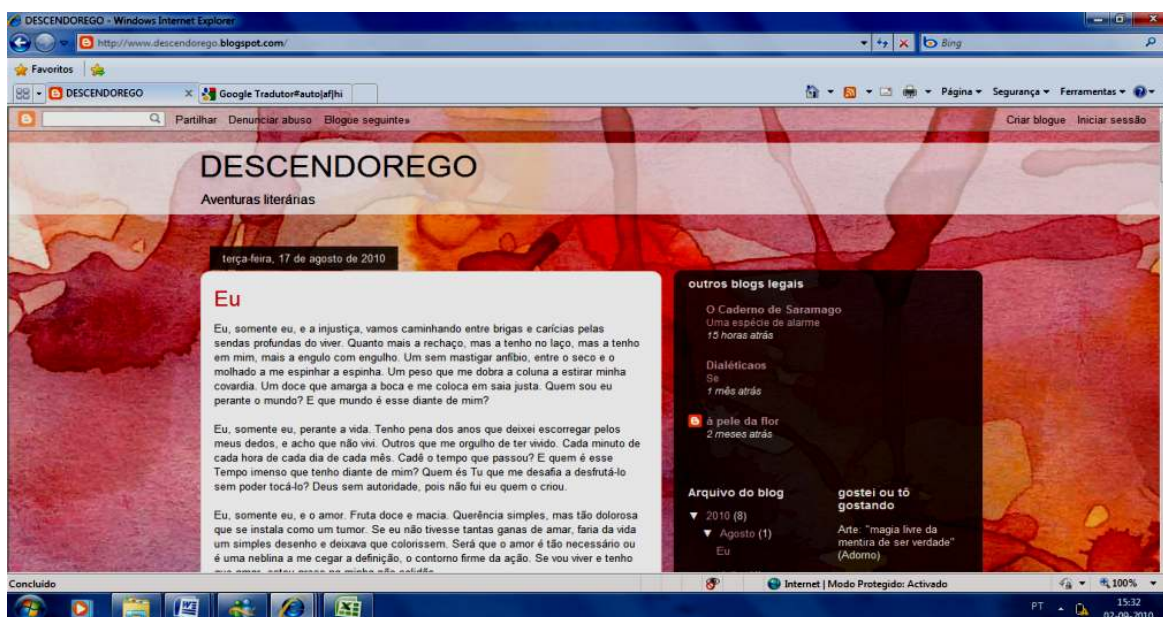 DESCENDOREGO - Windows Internet Explorer
http://www.descendorego.blogspot.com/
Bing
Favoritos
DESCENDOREGO
Google Tradutor#auto|af|hi
Página
Segurança
Ferramentas
Partilhar Denunciar abuso Blogue seguinte»
Criar blogue Iniciar sessão
DESCENDOREGO
Aventuras literárias
terça-feira, 17 de agosto de 2010
Eu
Eu, somente eu, e a injustiça, vamos caminhando entre brigas e carícias pelas
sendas profundas do viver. Quanto mais a rechaço, mas a tenho no laço, mas a tenho
em mim, mais a engulo com engulho. Um sem mastigar anfíbio, entre o seco e o
molhado a me espinhar a espinha. Um peso que me dobra a coluna a estirar minha
covardia. Um doce que amarga a boca e me coloca em saia justa. Quem sou eu
perante o mundo? E que mundo é esse diante de mim?
Eu, somente eu, perante a vida. Tenho pena dos anos que deixei escorregar pelos
meus dedos, e acho que não vivi. Outros que me orgulho de ter vivido. Cada minuto de
cada hora de cada dia de cada mês. Cadê o tempo que passou? E quem é esse
Tempo imenso que tenho diante de mim? Quem és Tu que me desafia a desfrutá-lo
sem poder tocá-lo? Deus sem autoridade, pois não fui eu quem o criou.
Eu, somente eu, e o amor. Fruta doce e macia. Querência simples, mas tão dolorosa
que se instala como um tumor. Se eu não tivesse tantas ganas de amar, faria da vida
um simples desenho e deixava que colorissem. Será que o amor é tão necessário ou
é uma neblina a me cegar a definição, o contorno firme da ação. Se vou viver e tenho
outros blogs legais
O Caderno de Saramago
Uma espécie de alarme
15 horas atrás
Dialéticaos
Se
1 mês atrás
à pele da flor
2 meses atrás
Arquivo do blog
▼ 2010 (8)
▼ Agosto (1)
Eu
gostei ou tô
gostando
Arte: "magia livre da
mentira de ser verdade"
(Adorno)
Concluído
Internet | Modo Protegido: Activado
100%
PT
15:32
02-09-2010